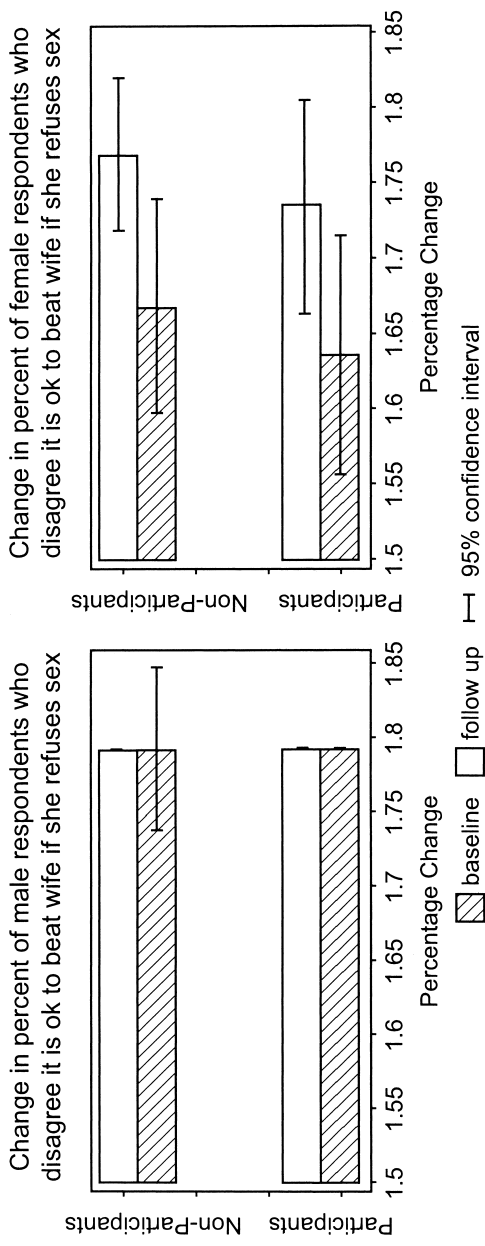 Change in percent of male respondents who
disagree it is ok to beat wife if she refuses sex
Non-Participants
Participants
1.5 1.55 1.6 1.65 1.7 1.75 1.8 1.85
Percentage Change
Change in percent of female respondents who
disagree it is ok to beat wife if she refuses sex
Non-Participants
Participants
1.5 1.55 1.6 1.65 1.7 1.75 1.8 1.85
Percentage Change
baseline follow up 95% confidence interval